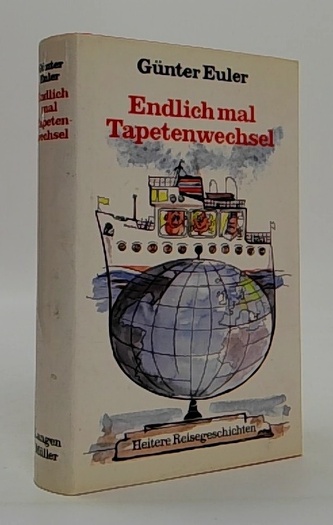 Günter Euler
Endlich mal
Tapetenwechsel
Heitere Reisegeschichten
Günter
Euler
Endlich
mal
Tapeten-
wechsel
Langen
Müller